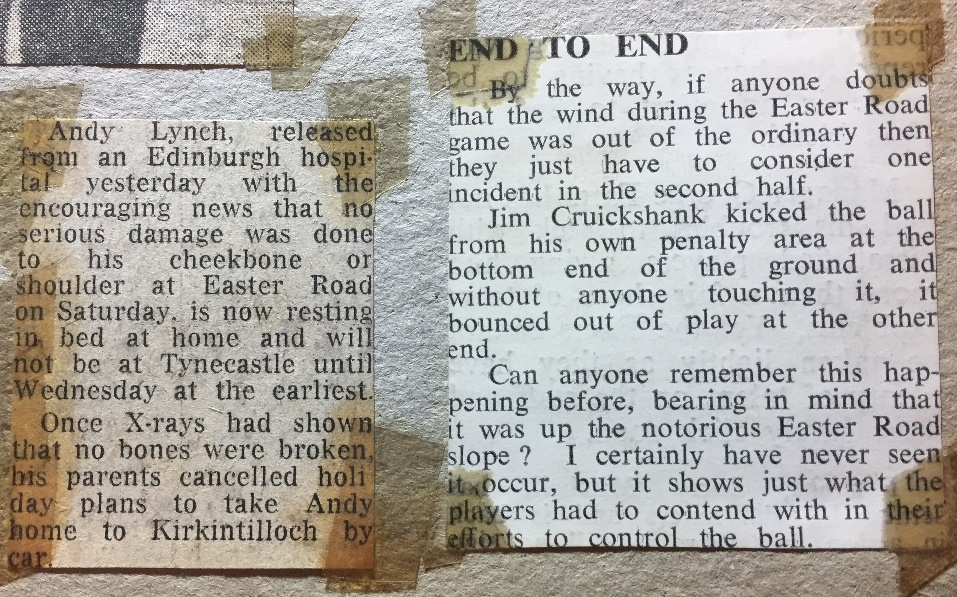 Andy Lynch, released
from an Edinburgh hospi-
tal yesterday with the
encouraging news that no
serious damage was done
to his cheekbone or
shoulder at Easter Road
on Saturday, is now resting
in bed at home and will
not be at Tynecastle until
Wednesday at the earliest.
Once X-rays had shown
that no bones were broken,
his parents cancelled holi
day plans to take Andy
home to Kirkintilloch by
car.
END TO END
By the way, if anyone doubts
that the wind during the Easter Road
game was out of the ordinary then
they just have to consider one
incident in the second half.
Jim Cruickshank kicked the ball
from his own penalty area at the
bottom end of the ground and
without anyone touching it, it
bounced out of play at the other
end.
Can anyone remember this hap-
pening before, bearing in mind that
it was up the notorious Easter Road
slope ? I certainly have never seen
it occur, but it shows just what the
players had to contend with in their
efforts to control the ball.